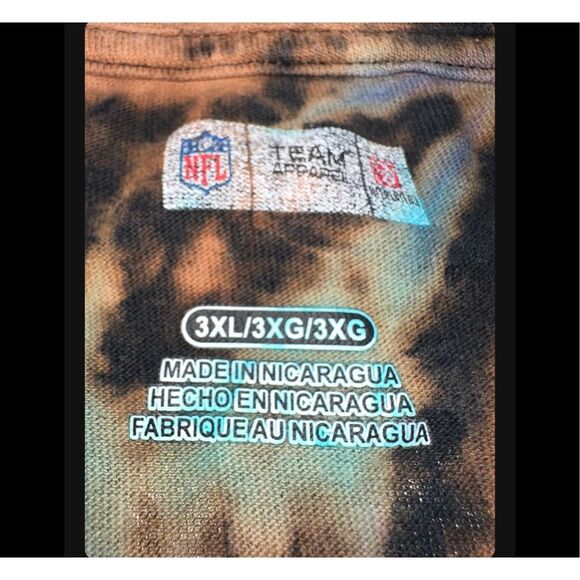 NFL TEAM
APPAREL
3XL/3XG/3XG
MADE IN NICARAGUA
HECHO EN NICARAGUA
FABRIQUE AU NICARAGUA